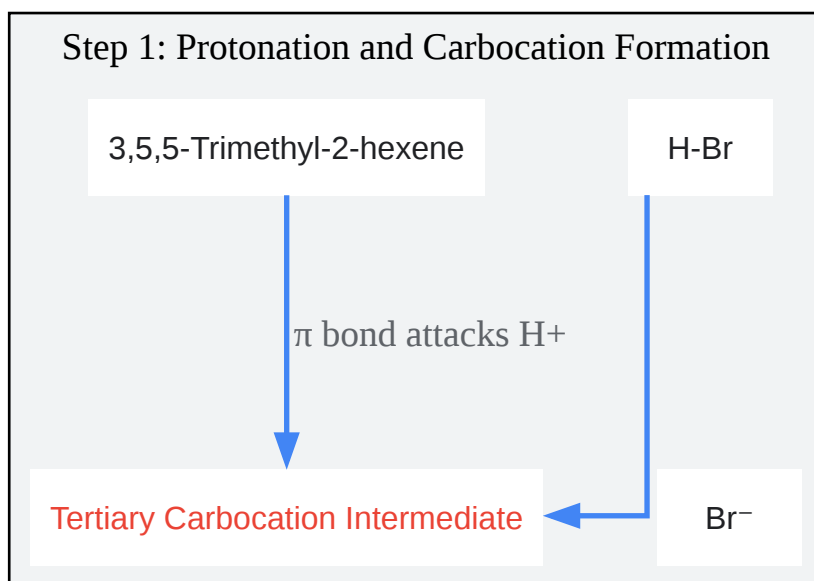 Step 1: Protonation and Carbocation Formation
3,5,5-Trimethyl-2-hexene
H-Br
π bond attacks H+
Tertiary Carbocation Intermediate
Br⁻